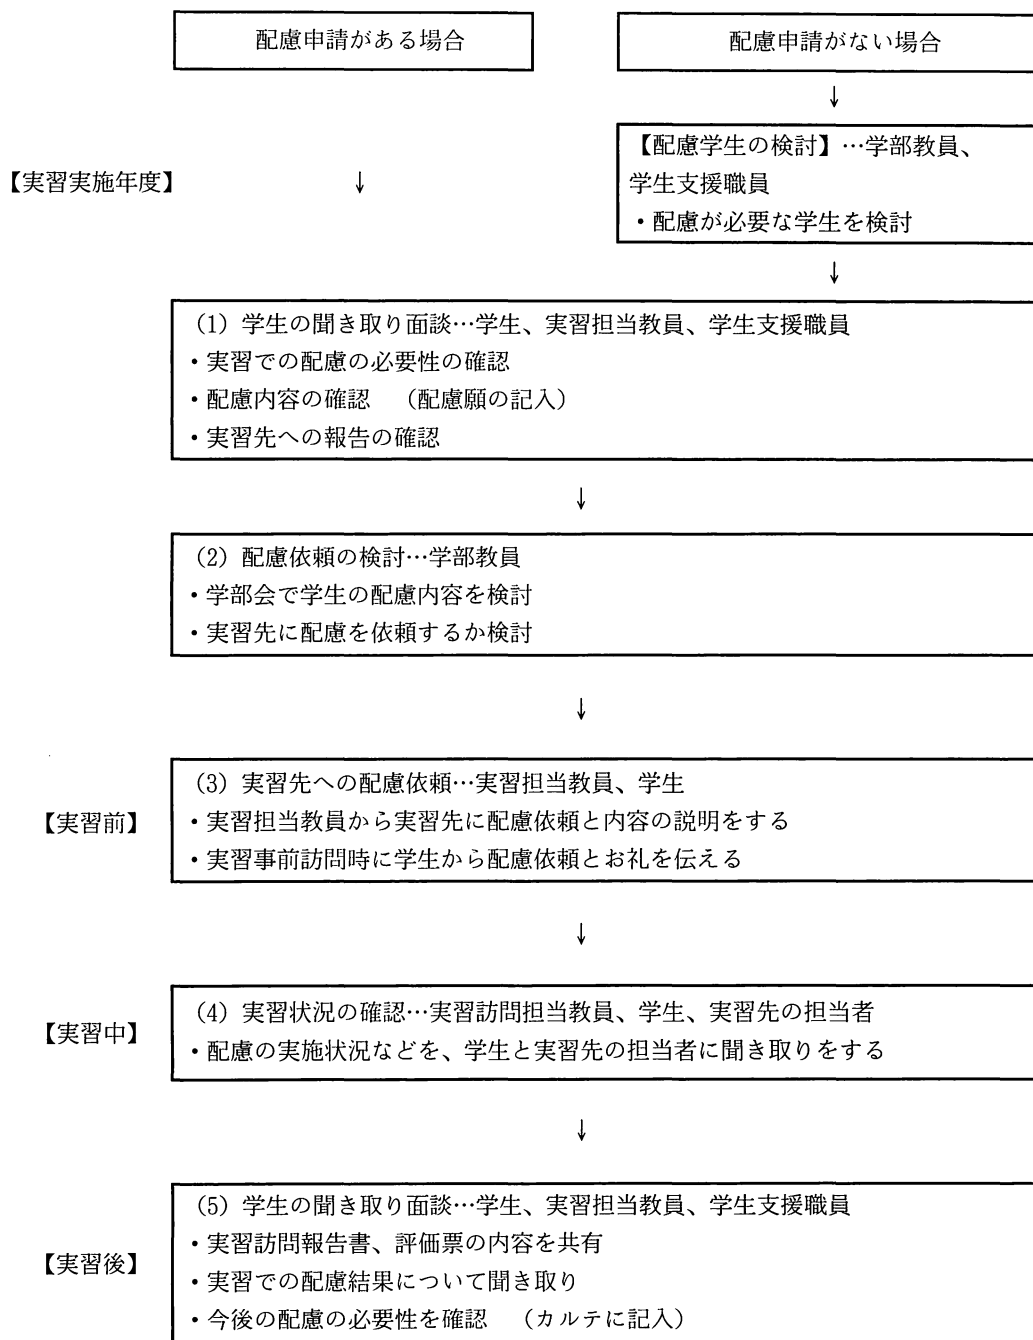 配慮申請がある場合
配慮申請がない場合
↓
【配慮学生の検討】…学部教員、
学生支援職員
・配慮が必要な学生を検討
【実習実施年度】
↓
↓
(1) 学生の聞き取り面談…学生、実習担当教員、学生支援職員
・実習での配慮の必要性の確認
・配慮内容の確認 (配慮願の記入)
・実習先への報告の確認
↓
(2) 配慮依頼の検討…学部教員
・学部会で学生の配慮内容を検討
・実習先に配慮を依頼するか検討
↓
【実習前】
(3) 実習先への配慮依頼…実習担当教員、学生
・実習担当教員から実習先に配慮依頼と内容の説明をする
・実習事前訪問時に学生から配慮依頼とお礼を伝える
↓
【実習中】
(4) 実習状況の確認…実習訪問担当教員、学生、実習先の担当者
・配慮の実施状況などを、学生と実習先の担当者に聞き取りをする
↓
【実習後】
(5) 学生の聞き取り面談…学生、実習担当教員、学生支援職員
・実習訪問報告書、評価票の内容を共有
・実習での配慮結果について聞き取り
・今後の配慮の必要性を確認 (カルテに記入)